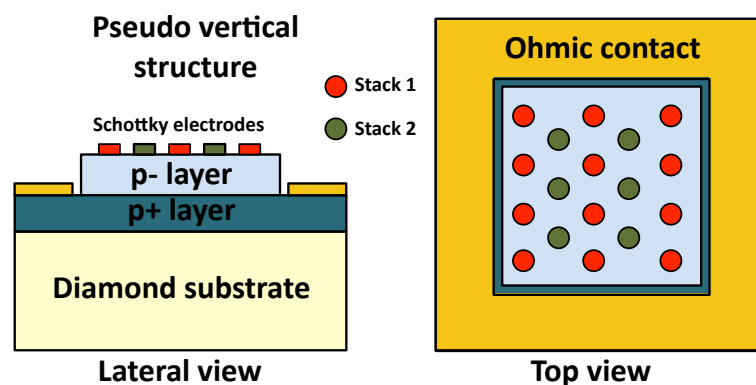 Pseudo vertical
structure
Stack 1
Stack 2
Schottky electrodes
p- layer
p+ layer
Diamond substrate
Lateral view
Ohmic contact
Top view